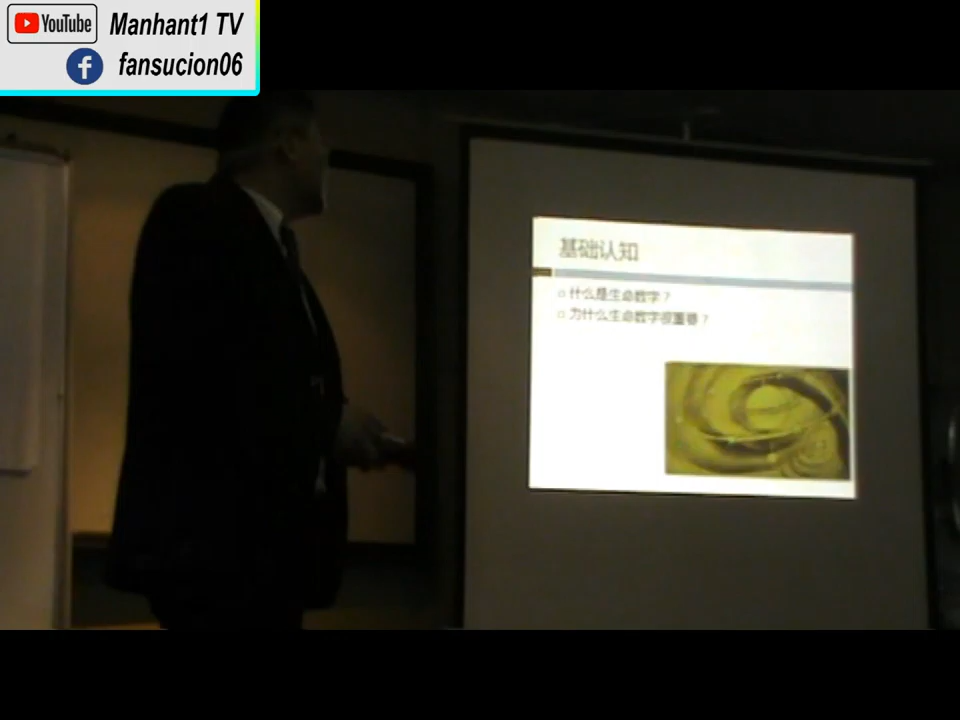 YouTube
Manhant1 TV
fansucion06
基础认知
什么是生命数字？
为什么生命数字很重要？